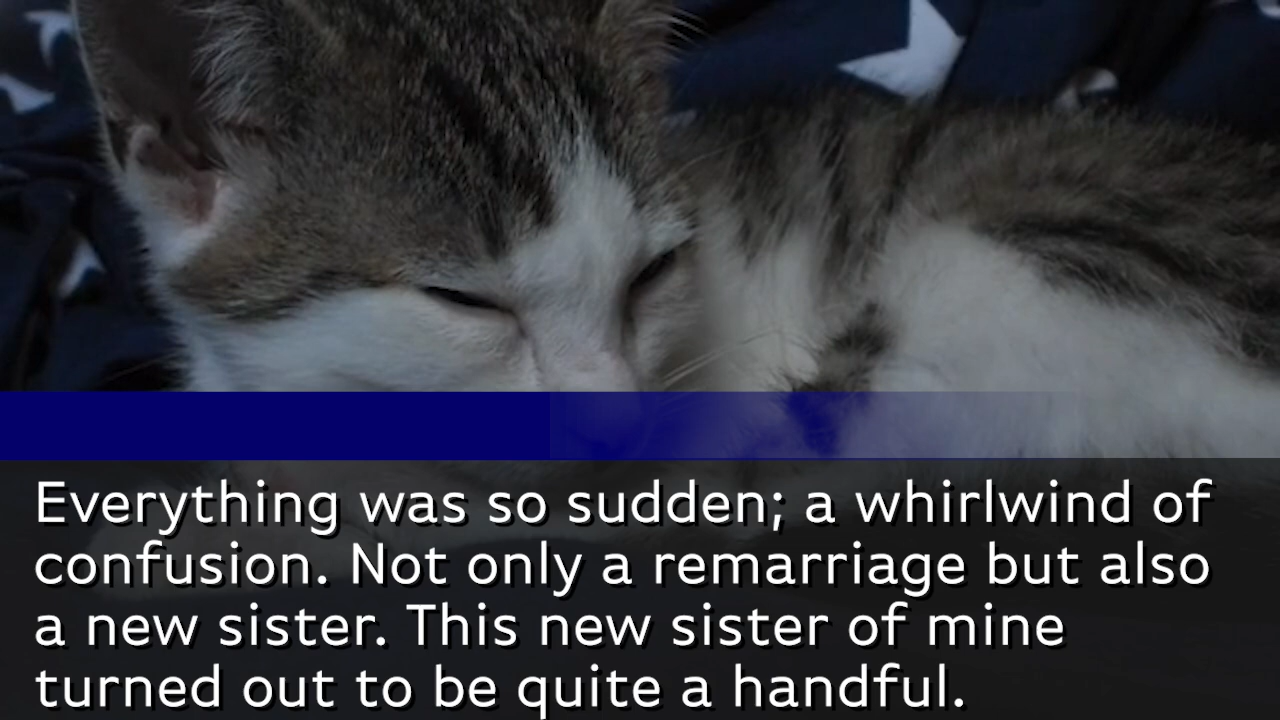 Everything was so sudden; a whirlwind of
confusion. Not only a remarriage but also
a new sister. This new sister of mine
turned out to be quite a handful.